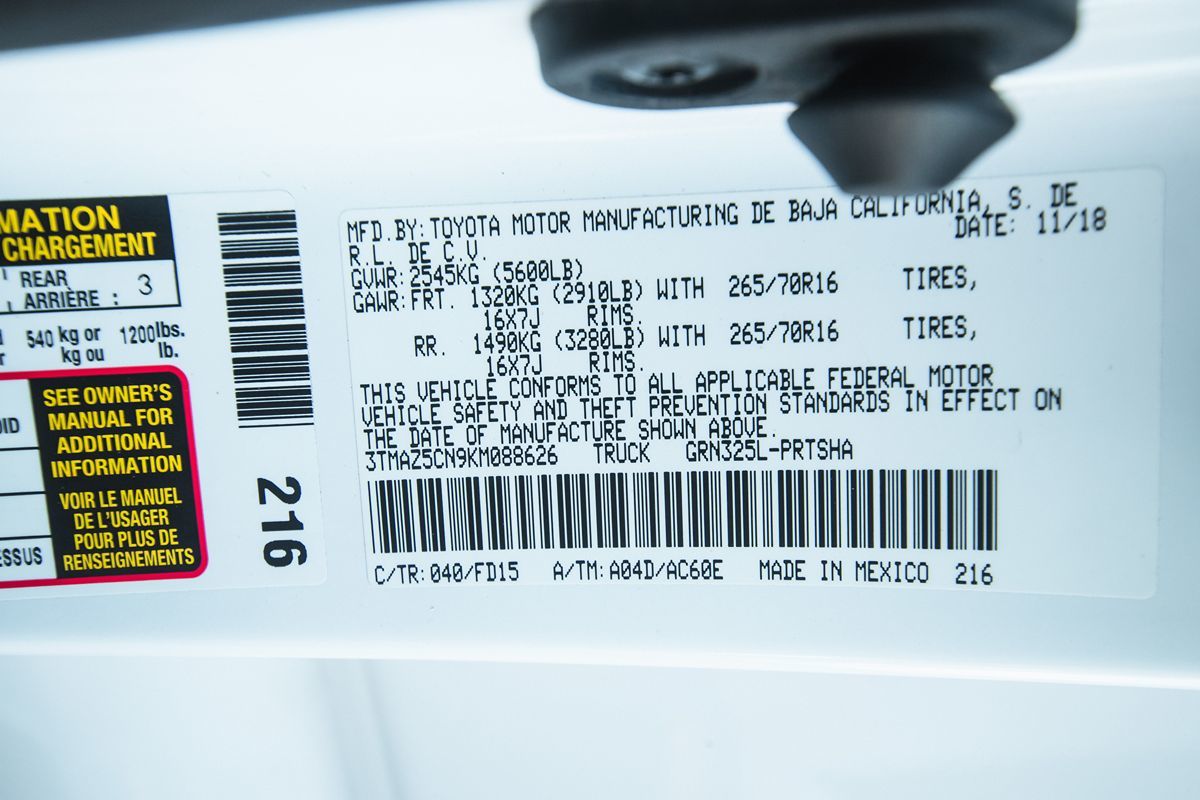 MATION
CHARGEMENT
REAR
ARRIÈRE : 3
540 kg or 1200lbs.
kg ou lb.
SEE OWNER'S
MANUAL FOR
ADDITIONAL
INFORMATION
VOIR LE MANUEL
DE L'USAGER
POUR PLUS DE
RENSEIGNEMENTS
OID
ESSUS
216
MFD.BY:TOYOTA MOTOR MANUFACTURING DE BAJA CALIFORNIA, S. DE
R.L. DE C.V. DATE: 11/18
GVWR:2545KG (5600LB)
GAWR:FRT. 1320KG (2910LB) WITH 265/70R16 TIRES,
16X7J RIMS.
RR. 1490KG (3280LB) WITH 265/70R16 TIRES,
16X7J RIMS.
THIS VEHICLE CONFORMS TO ALL APPLICABLE FEDERAL MOTOR
VEHICLE SAFETY AND THEFT PREVENTION STANDARDS IN EFFECT ON
THE DATE OF MANUFACTURE SHOWN ABOVE.
3TMAZ5CN9KM088626 TRUCK GRN325L-PRTSHA
C/TR:040/FD15 A/TM:A04D/AC60E MADE IN MEXICO 216